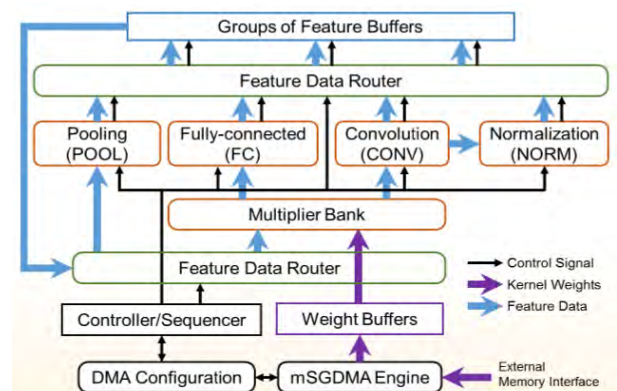 Groups of Feature Buffers
Feature Data Router
Pooling
(POOL)
Fully-connected
(FC)
Convolution
(CONV)
Normalization
(NORM)
Multiplier Bank
Feature Data Router
Control Signal
Kernel Weights
Feature Data
Controller/Sequencer
Weight Buffers
DMA Configuration
mSGDMA Engine
External
Memory Interface